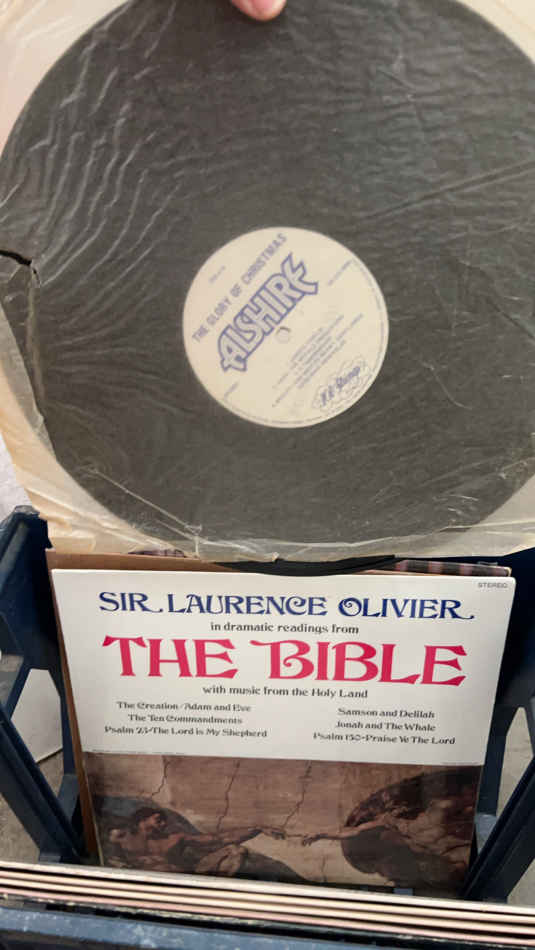 THE GLORY OF CHRISTMAS
ALSHIRE
STEREO
SIR LAURENCE OLIVIER
in dramatic readings from
THE BIBLE
with music from the Holy Land
The Creation/Adam and Eve
The Ten Commandments
Psalm 23-The Lord is My Shepherd
Samson and Delilah
Jonah and The Whale
Psalm 150-Praise Ye The Lord